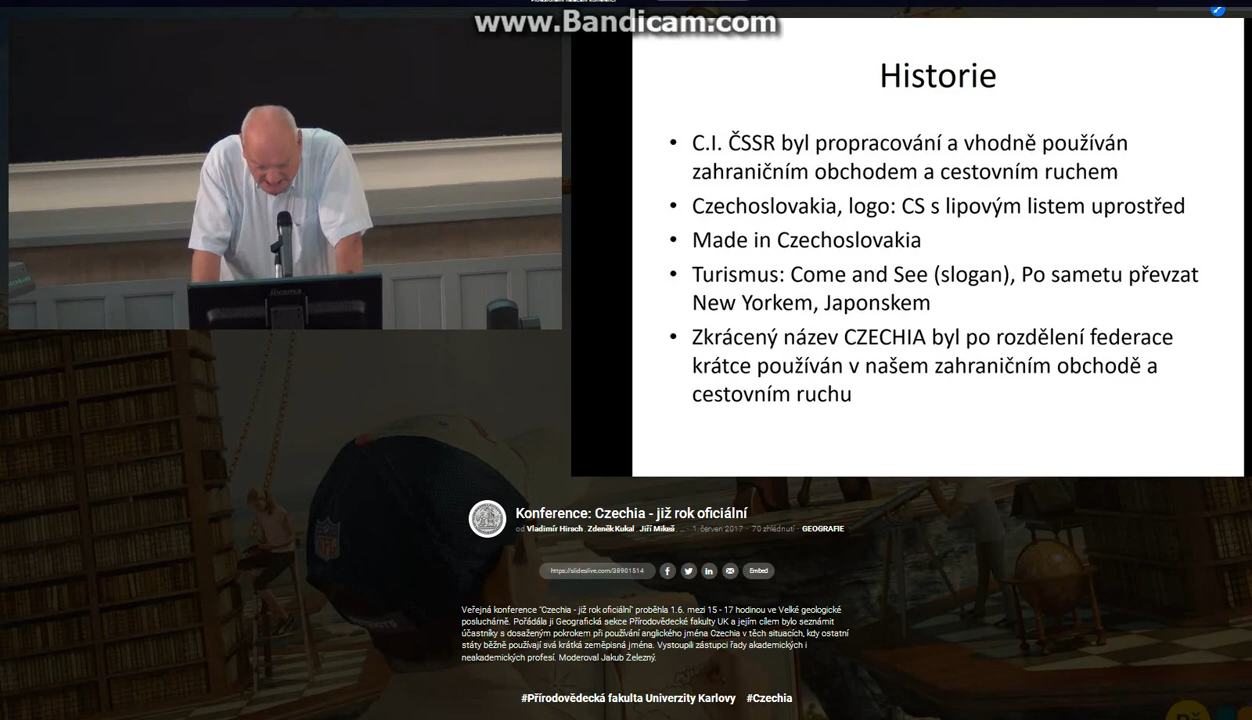 www.Bandicam.com
Historie
• C.I. ČSSR byl propracování a vhodně používán
zahraničním obchodem a cestovním ruchem
• Czechoslovakia, logo: CS s lipovým listem uprostřed
• Made in Czechoslovakia
• Turismus: Come and See (slogan), Po sametu převzat
New Yorkem, Japonskem
• Zkrácený název CZECHIA byl po rozdělení federace
krátce používán v našem zahraničním obchodě a
cestovním ruchu
iiyama
NFL
Konference: Czechia - již rok oficiální
od Vladimír Hirsch, Zdeněk Kukal, Jiří Mikeš ... · 1. červen 2017 · 70 zhlédnutí · GEOGRAFIE
https://slideslive.com/38901514
Embed
Veřejná konference "Czechia - již rok oficiální" proběhla 1.6. mezi 15 - 17 hodinou ve Velké geologické
posluchárně. Pořádála ji Geografická sekce Přírodovědecké fakulty UK a jejím cílem bylo seznámit
účastníky s dosaženým pokrokem při používání anglického jména Czechia v těch situacích, kdy ostatní
státy běžně používají svá krátká zeměpisná jména. Vystoupili zástupci řady akademických i
neakademických profesí. Moderoval Jakub Železný.
#Přírodovědecká fakulta Univerzity Karlovy #Czechia